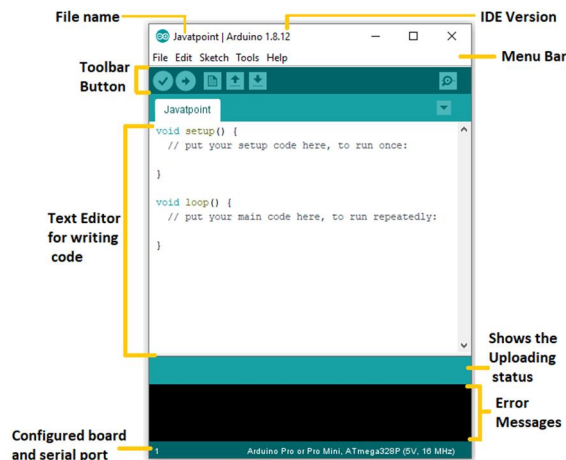 File name
IDE Version
Javatpoint | Arduino 1.8.12
File Edit Sketch Tools Help
Menu Bar
Toolbar
Button
Javatpoint
void setup() {
// put your setup code here, to run once:
}
void loop() {
// put your main code here, to run repeatedly:
}
Text Editor
for writing
code
Shows the
Uploading
status
Error
Messages
Configured board
and serial port
1
Arduino Pro or Pro Mini, ATmega328P (5V, 16 MHz)